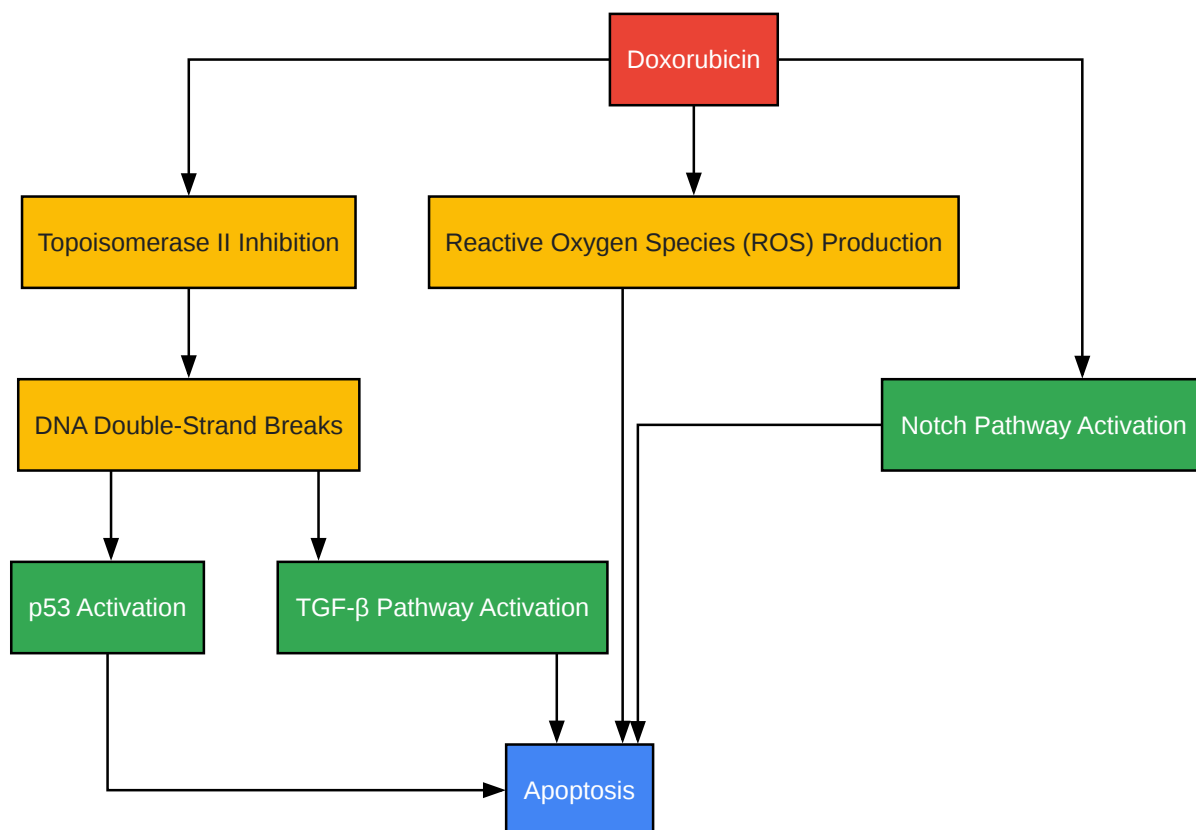 Doxorubicin
Topoisomerase II Inhibition
Reactive Oxygen Species (ROS) Production
DNA Double-Strand Breaks
Notch Pathway Activation
p53 Activation
TGF-β Pathway Activation
Apoptosis